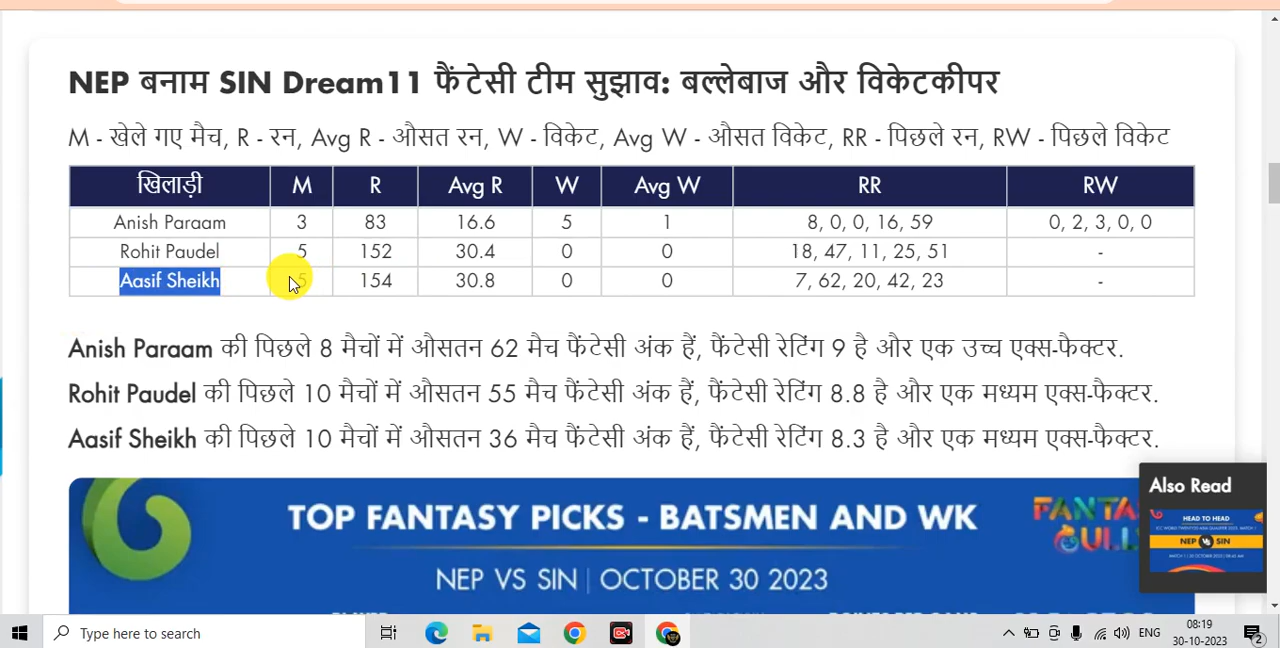 NEP बनाम SIN Dream11 फैंटेसी टीम सुझाव: बल्लेबाज और विकेटकीपर
M - खेले गए मैच, R - रन, Avg R - औसत रन, W - विकेट, Avg W - औसत विकेट, RR - पिछले रन, RW - पिछले विकेट
खिलाड़ी M R Avg R W Avg W RR RW
Anish Paraam 3 83 16.6 5 1 8, 0, 0, 16, 59 0, 2, 3, 0, 0
Rohit Paudel 5 152 30.4 0 0 18, 47, 11, 25, 51 -
Aasif Sheikh 5 154 30.8 0 0 7, 62, 20, 42, 23 -
Anish Paraam की पिछले 8 मैचों में औसतन 62 मैच फैंटेसी अंक हैं, फैंटेसी रेटिंग 9 है और एक उच्च एक्स-फैक्टर.
Rohit Paudel की पिछले 10 मैचों में औसतन 55 मैच फैंटेसी अंक हैं, फैंटेसी रेटिंग 8.8 है और एक मध्यम एक्स-फैक्टर.
Aasif Sheikh की पिछले 10 मैचों में औसतन 36 मैच फैंटेसी अंक हैं, फैंटेसी रेटिंग 8.3 है और एक मध्यम एक्स-फैक्टर.
TOP FANTASY PICKS - BATSMEN AND WK
NEP VS SIN | OCTOBER 30 2023
Also Read
HEAD TO HEAD
NEP VS SIN
Type here to search
ENG
08:19
30-10-2023
2